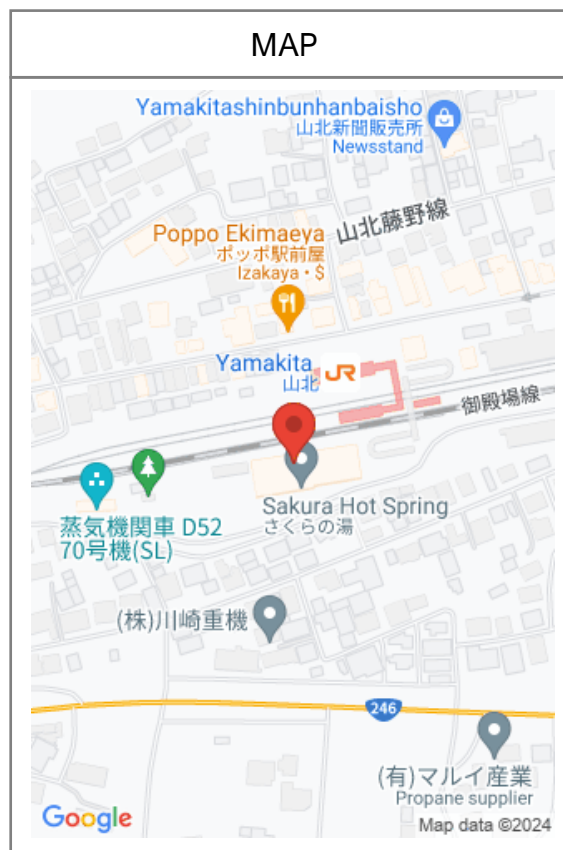 MAP
Yamakitashinbunhanbaisho
山北新聞販売所
Newsstand
山北藤野線
Poppo Ekimaeya
ポッポ駅前屋
Izakaya・$
Yamakita
山北
JR
御殿場線
Sakura Hot Spring
さくらの湯
蒸気機関車 D52
70号機(SL)
(株)川崎重機
246
(有)マルイ産業
Propane supplier
Google
Map data ©2024